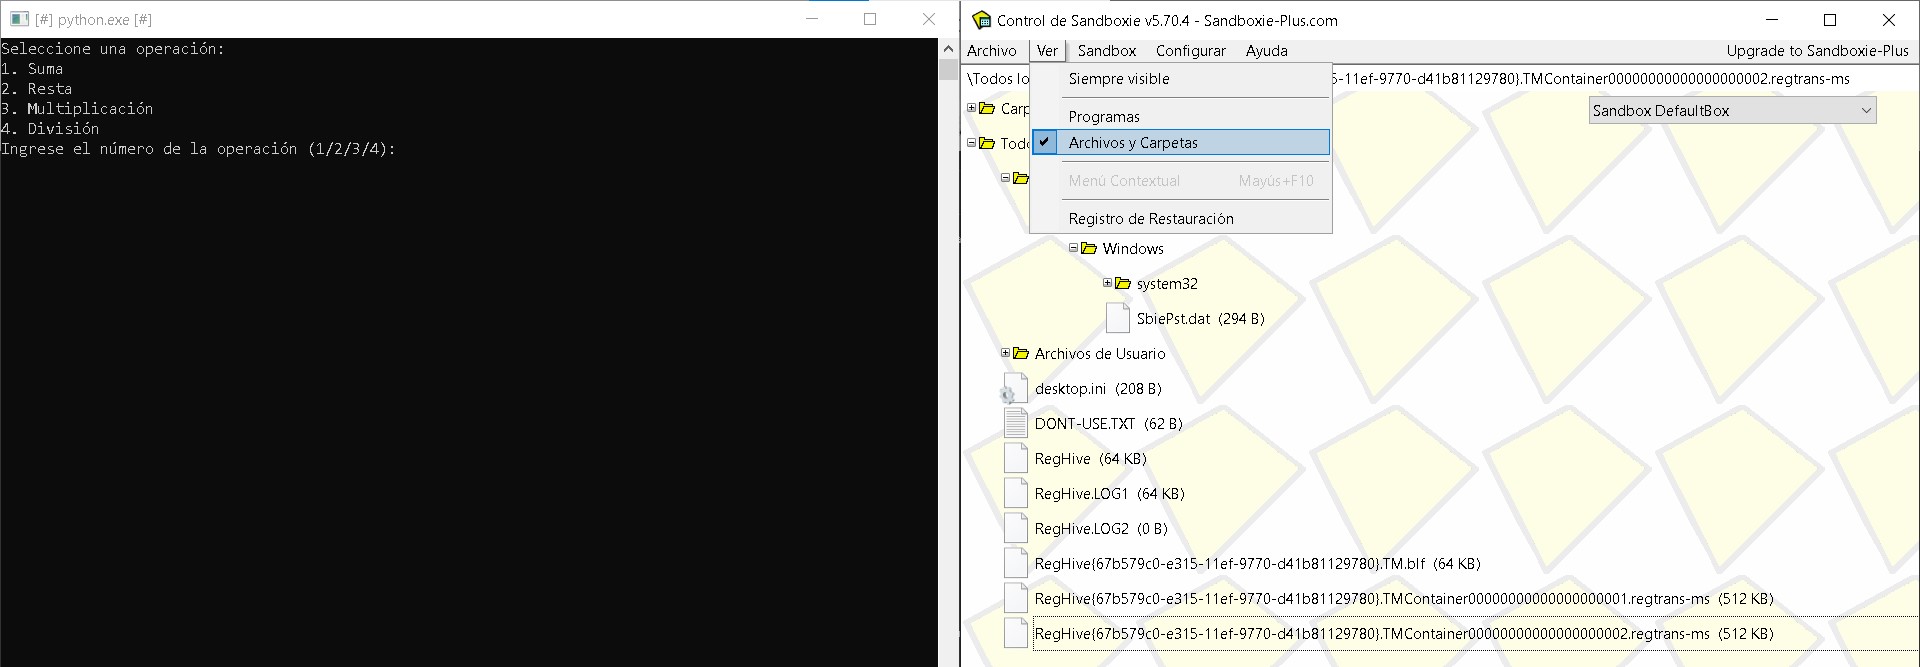 [#] python.exe [#]
Seleccione una operación:
1. Suma
2. Resta
3. Multiplicación
4. División
Ingrese el número de la operación (1/2/3/4):
Control de Sandboxie v5.70.4 - Sandboxie-Plus.com
Archivo Ver Sandbox Configurar Ayuda Upgrade to Sandboxie-Plus
\Todos lo 5-11ef-9770-d41b81129780}.TMContainer00000000000000000002.regtrans-ms
Siempre visible
Programas
Archivos y Carpetas
Menú Contextual Mayús+F10
Registro de Restauración
Carp
Sandbox DefaultBox
Todo
Windows
system32
SbiePst.dat (294 B)
Archivos de Usuario
desktop.ini (208 B)
DONT-USE.TXT (62 B)
RegHive (64 KB)
RegHive.LOG1 (64 KB)
RegHive.LOG2 (0 B)
RegHive{67b579c0-e315-11ef-9770-d41b81129780}.TM.blf (64 KB)
RegHive{67b579c0-e315-11ef-9770-d41b81129780}.TMContainer00000000000000000001.regtrans-ms (512 KB)
RegHive{67b579c0-e315-11ef-9770-d41b81129780}.TMContainer00000000000000000002.regtrans-ms (512 KB)